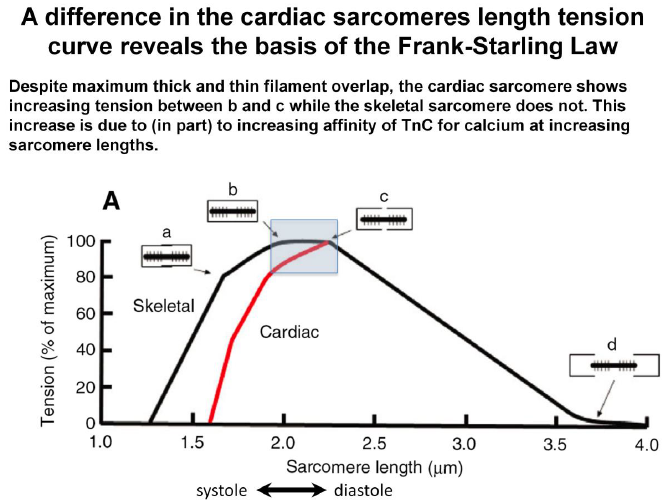 A difference in the cardiac sarcomeres length tension
curve reveals the basis of the Frank-Starling Law
Despite maximum thick and thin filament overlap, the cardiac sarcomere shows
increasing tension between b and c while the skeletal sarcomere does not. This
increase is due to (in part) to increasing affinity of TnC for calcium at increasing
sarcomere lengths.
A
b
c
a
d
Tension (% of maximum)
100
80
60
40
20
0
Skeletal
Cardiac
1.0 1.5 2.0 2.5 3.0 3.5 4.0
Sarcomere length (μm)
systole diastole